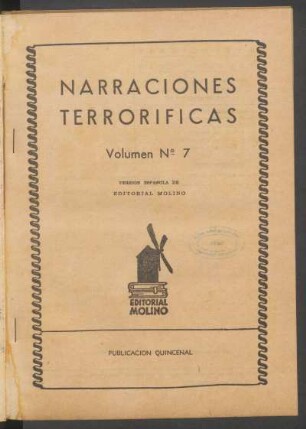 NARRACIONES
TERRORIFICAS
Volumen Nº 7
VERSION ESPAÑOLA DE
EDITORIAL MOLINO
EDITORIAL
MOLINO
PUBLICACION QUINCENAL